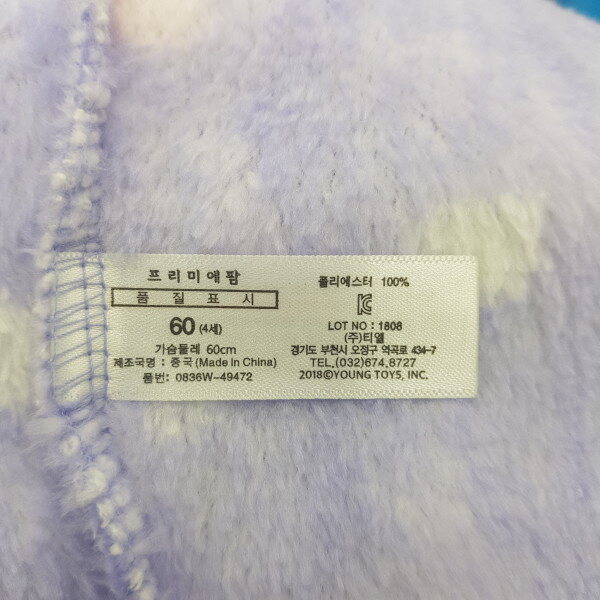 프리미에팜
품질표시
60 (4세)
가슴둘레 60cm
제조국명 : 중국(Made in China)
품번 : 0836W-49472
폴리에스터 100%
LOT NO : 1808
(주)티엘
경기도 부천시 오정구 역곡로 434-7
TEL.(032)674.8727
2018©YOUNG TOYS, INC.